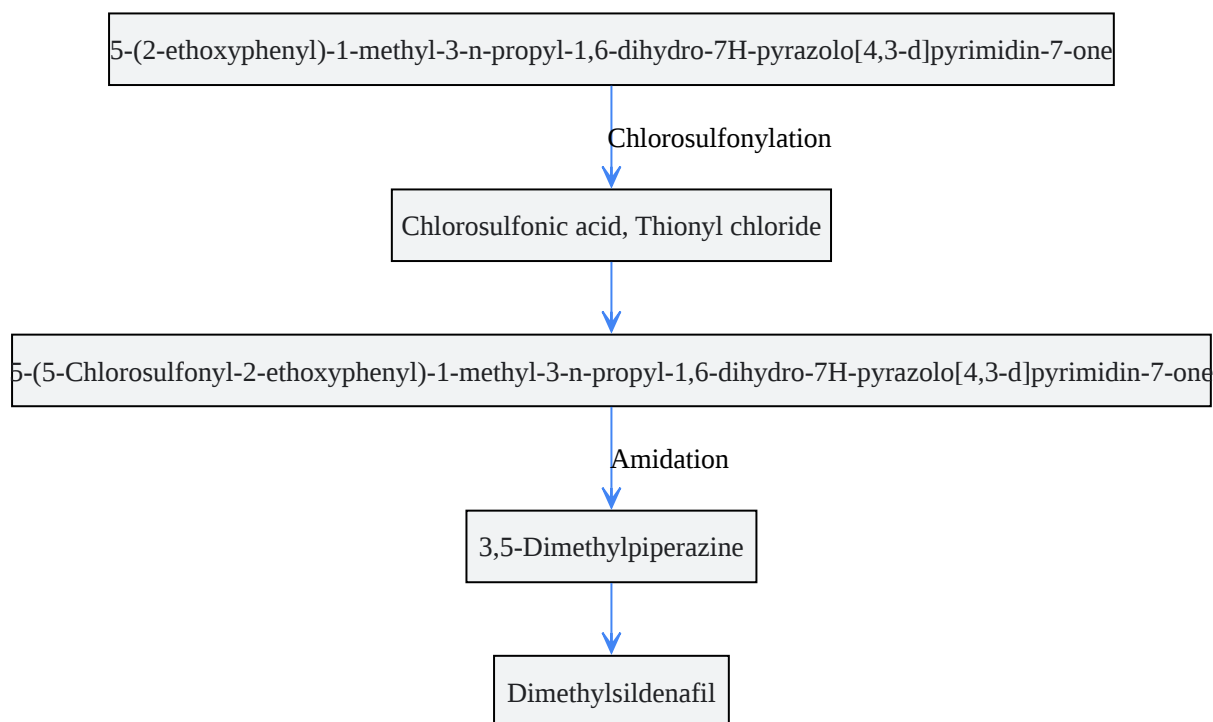 5-(2-ethoxyphenyl)-1-methyl-3-n-propyl-1,6-dihydro-7H-pyrazolo[4,3-d]pyrimidin-7-one
Chlorosulfonylation
Chlorosulfonic acid, Thionyl chloride
5-(5-Chlorosulfonyl-2-ethoxyphenyl)-1-methyl-3-n-propyl-1,6-dihydro-7H-pyrazolo[4,3-d]pyrimidin-7-one
Amidation
3,5-Dimethylpiperazine
Dimethylsildenafil